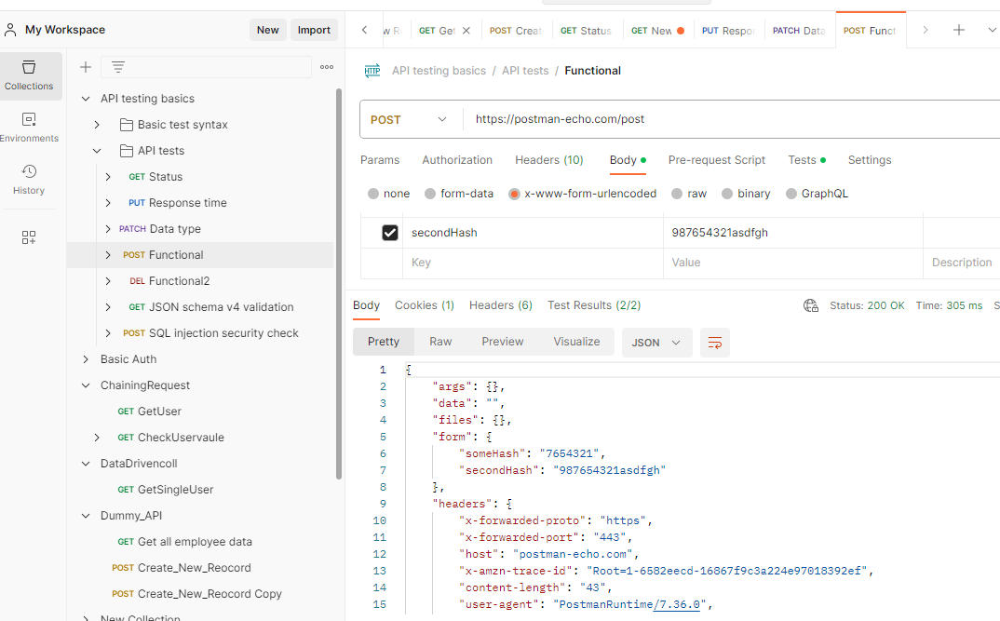 My Workspace New Import
GET Get POST Creat GET Status GET New PUT Respon PATCH Data POST Funct
Collections
Environments
History
API testing basics
Basic test syntax
API tests
GET Status
PUT Response time
PATCH Data type
POST Functional
DEL Functional2
GET JSON schema v4 validation
POST SQL injection security check
Basic Auth
ChainingRequest
GET GetUser
GET CheckUservaule
DataDrivencoll
GET GetSingleUser
Dummy_API
GET Get all employee data
POST Create_New_Reocord
POST Create_New_Reocord Copy
New Collection
HTTP API testing basics / API tests / Functional
POST https://postman-echo.com/post
Params Authorization Headers (10) Body Pre-request Script Tests Settings
none form-data x-www-form-urlencoded raw binary GraphQL
secondHash 987654321asdfgh
Key Value Description
Body Cookies (1) Headers (6) Test Results (2/2) Status: 200 OK Time: 305 ms S
Pretty Raw Preview Visualize JSON
1 {
2 "args": {},
3 "data": "",
4 "files": {},
5 "form": {
6 "someHash": "7654321",
7 "secondHash": "987654321asdfgh"
8 },
9 "headers": {
10 "x-forwarded-proto": "https",
11 "x-forwarded-port": "443",
12 "host": "postman-echo.com",
13 "x-amzn-trace-id": "Root=1-6582eecd-16867f9c3a224e97018392ef",
14 "content-length": "43",
15 "user-agent": "PostmanRuntime/7.36.0",